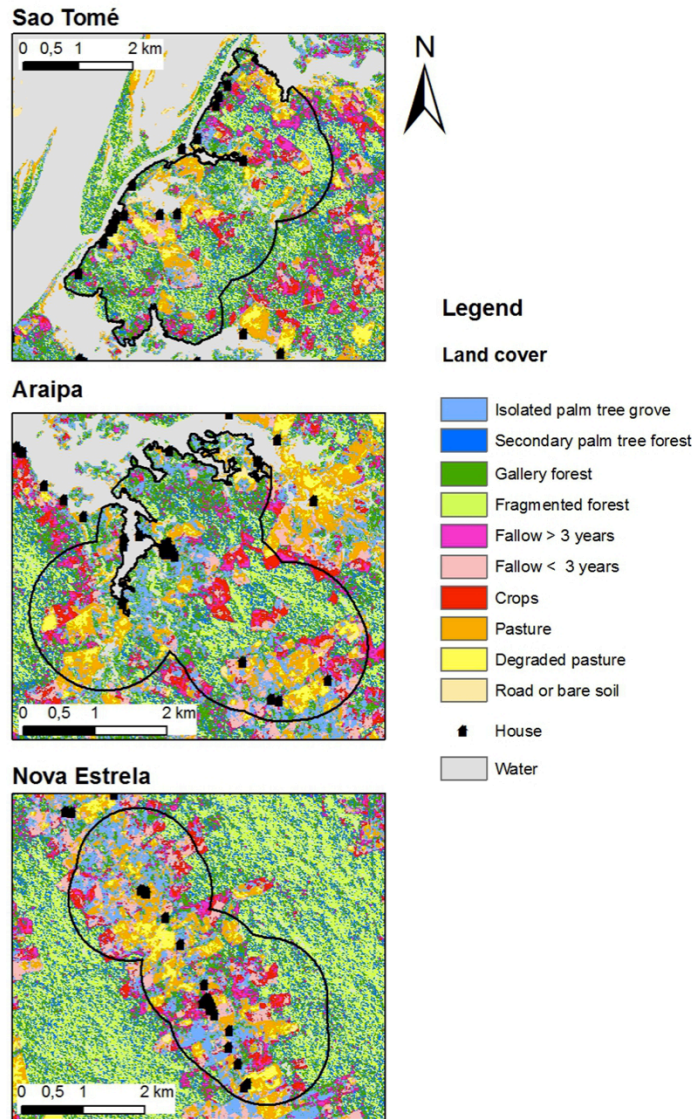 Sao Tomé
0 0,5 1 2 km
N
Araipa
0 0,5 1 2 km
Nova Estrela
0 0,5 1 2 km
Legend
Land cover
Isolated palm tree grove
Secondary palm tree forest
Gallery forest
Fragmented forest
Fallow > 3 years
Fallow < 3 years
Crops
Pasture
Degraded pasture
Road or bare soil
House
Water